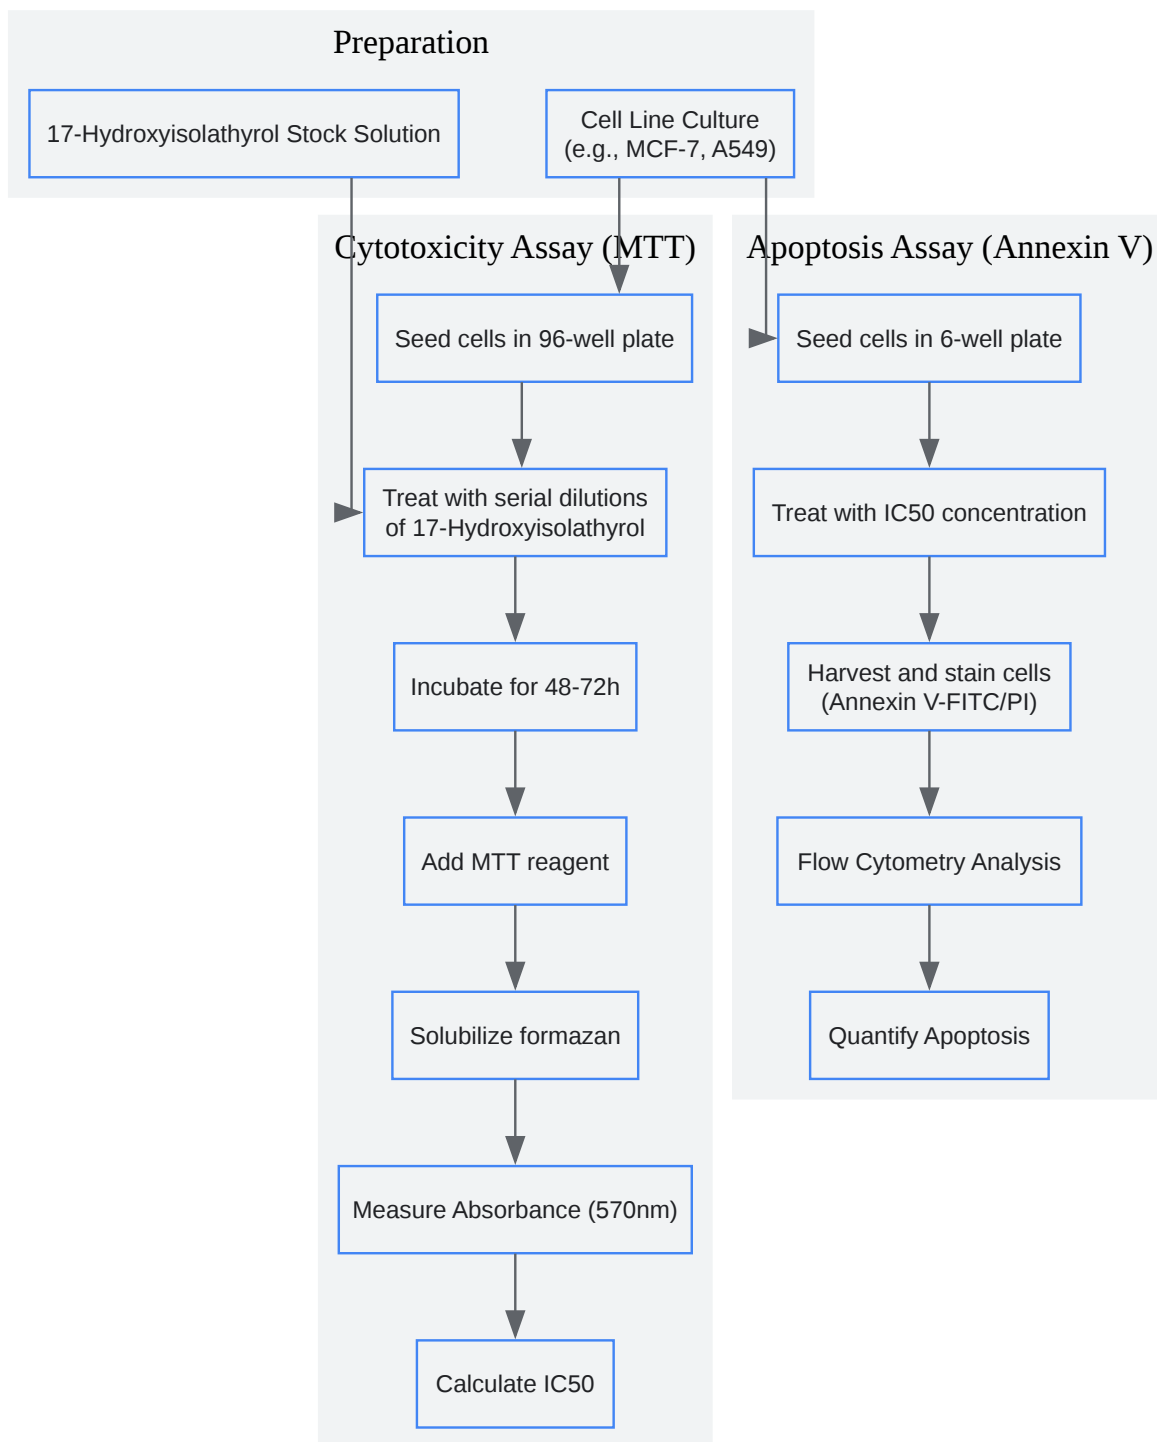 Preparation
17-Hydroxyisolathyrol Stock Solution
Cell Line Culture
(e.g., MCF-7, A549)
Cytotoxicity Assay (MTT)
Seed cells in 96-well plate
Treat with serial dilutions
of 17-Hydroxyisolathyrol
Incubate for 48-72h
Add MTT reagent
Solubilize formazan
Measure Absorbance (570nm)
Calculate IC50
Apoptosis Assay (Annexin V)
Seed cells in 6-well plate
Treat with IC50 concentration
Harvest and stain cells
(Annexin V-FITC/PI)
Flow Cytometry Analysis
Quantify Apoptosis